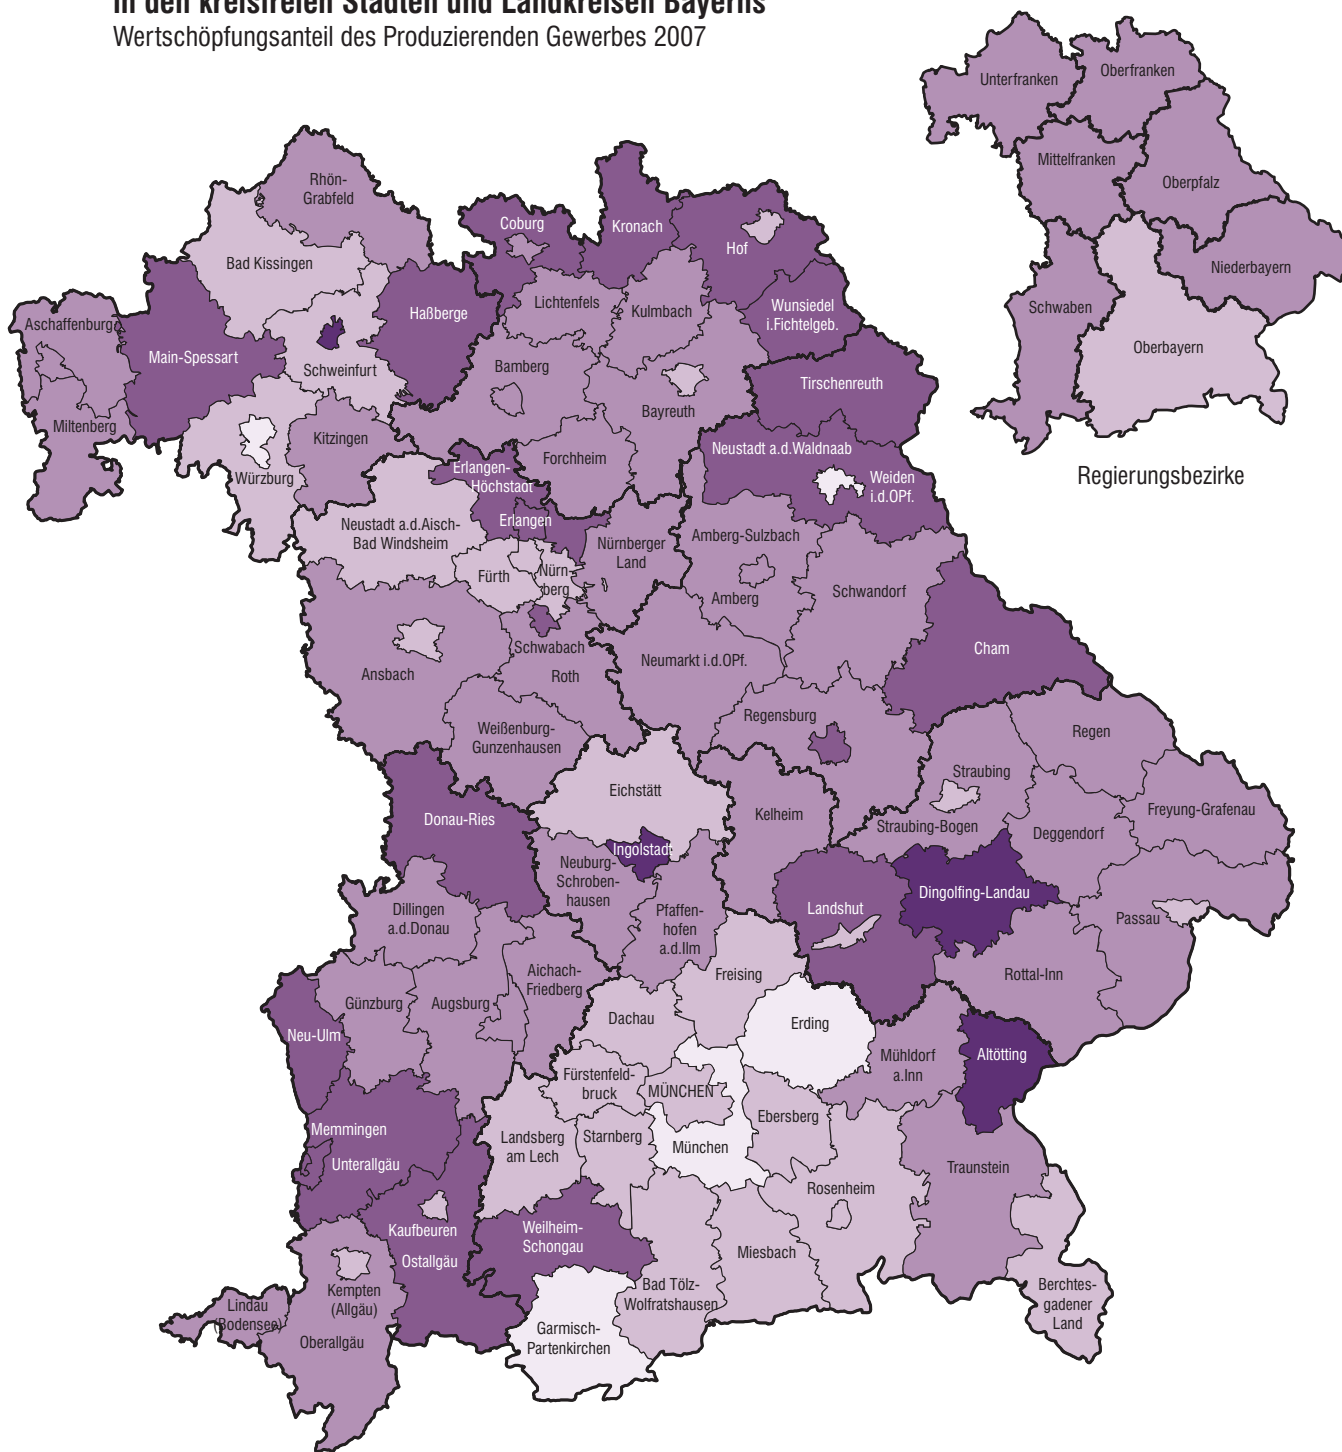 in den kreisfreien Städten und Landkreisen Bayerns
Wertschöpfungsanteil des Produzierenden Gewerbes 2007
Unterfranken
Oberfranken
Mittelfranken
Oberpfalz
Niederbayern
Schwaben
Oberbayern
Regierungsbezirke
Rhön-
Grabfeld
Coburg
Kronach
Hof
Bad Kissingen
Lichtenfels
Kulmbach
Wunsiedel
i.Fichtelgeb.
Haßberge
Aschaffenburg
Main-Spessart
Schweinfurt
Bamberg
Tirschenreuth
Bayreuth
Miltenberg
Kitzingen
Neustadt a.d.Waldnaab
Forchheim
Erlangen-
Höchstadt
Würzburg
Weiden
i.d.OPf.
Neustadt a.d.Aisch-
Bad Windsheim
Erlangen
Nürnberger
Land
Amberg-Sulzbach
Fürth
Nürn-
berg
Amberg
Schwandorf
Schwabach
Cham
Ansbach
Roth
Neumarkt i.d.OPf.
Weißenburg-
Gunzenhausen
Regensburg
Regen
Straubing
Eichstätt
Donau-Ries
Kelheim
Straubing-Bogen
Deggendorf
Freyung-Grafenau
Ingolstadt
Neuburg-
Schroben-
hausen
Dingolfing-Landau
Dillingen
a.d.Donau
Pfaffen-
hofen
a.d.Ilm
Landshut
Passau
Aichach-
Friedberg
Freising
Rottal-Inn
Günzburg
Augsburg
Dachau
Erding
Neu-Ulm
Mühldorf
a.Inn
Altötting
Fürstenfeld-
bruck
MÜNCHEN
Ebersberg
Memmingen
Landsberg
am Lech
Starnberg
München
Unterallgäu
Traunstein
Rosenheim
Kaufbeuren
Weilheim-
Schongau
Miesbach
Ostallgäu
Bad Tölz-
Wolfratshausen
Kempten
(Allgäu)
Berchtes-
gadener
Land
Lindau
(Bodensee)
Oberallgäu
Garmisch-
Partenkirchen